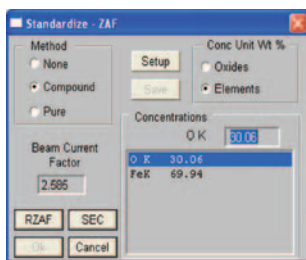 Standardize - ZAF
Method
None
Compound
Pure
Setup
Save
Conc Unit Wt %
Oxides
Elements
Beam Current
Factor
2.585
Concentrations
O K 30.06
O K 30.06
FeK 69.94
RZAF SEC
Ok Cancel